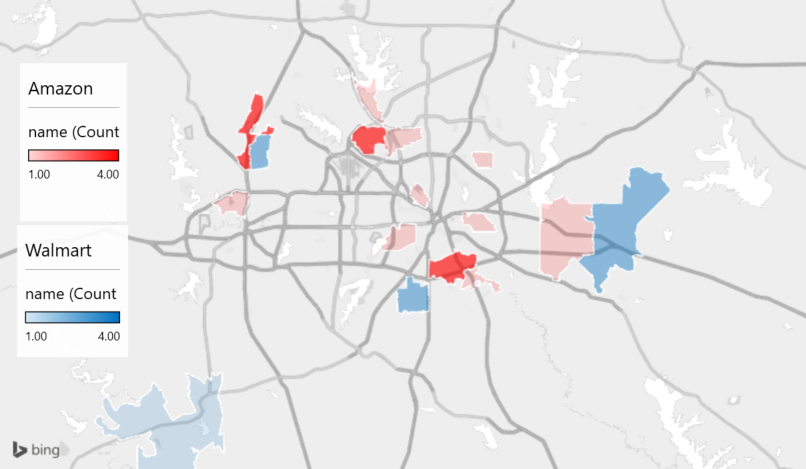 Amazon
name (Count
1.00 4.00
Walmart
name (Count
1.00 4.00
bing